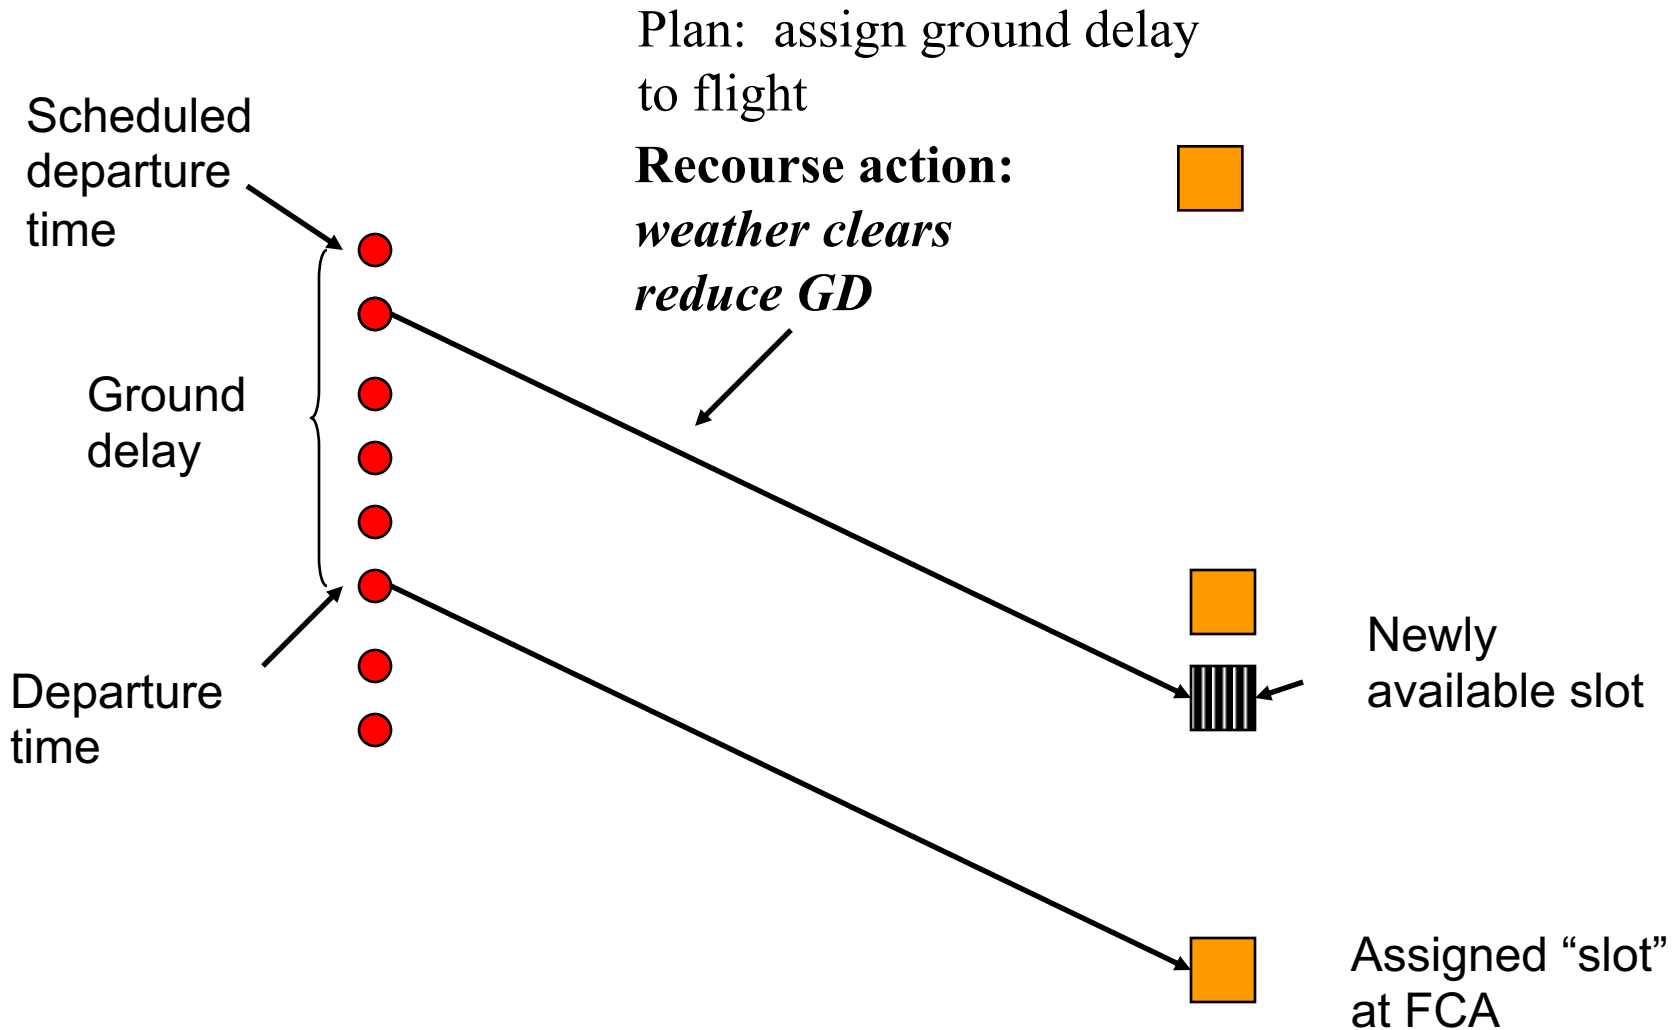 Plan: assign ground delay
to flight
Recourse action:
weather clears
reduce GD
Scheduled
departure
time
Ground
delay
Departure
time
Newly
available slot
Assigned “slot”
at FCA